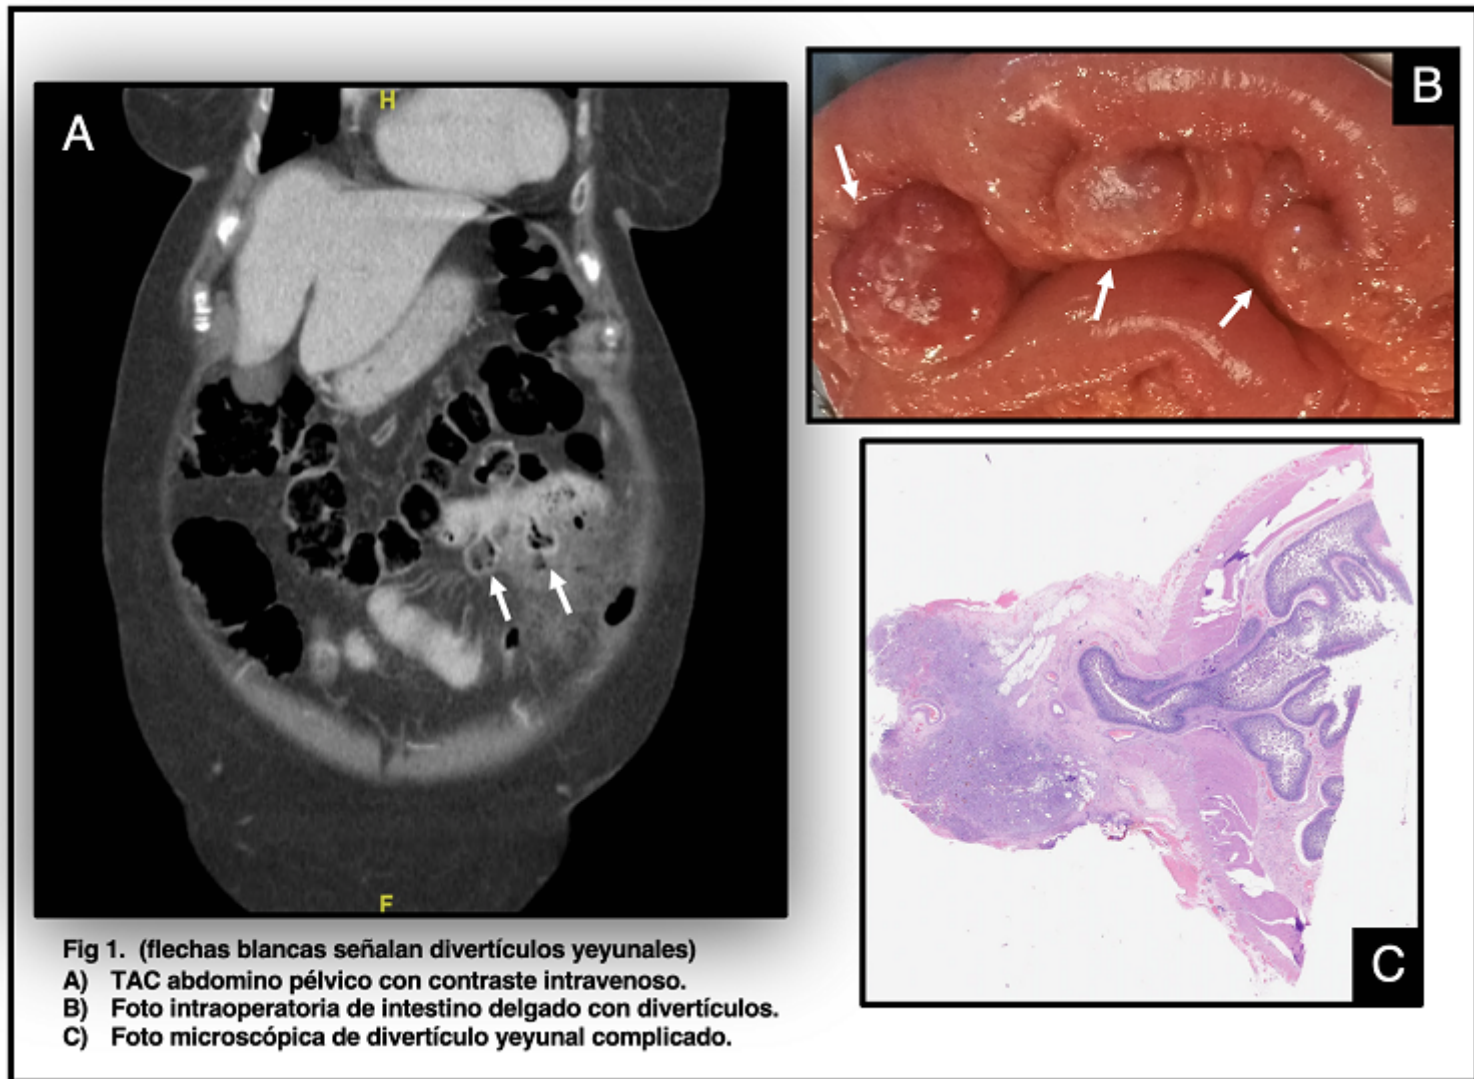 A
H
F
B
C
Fig 1. (flechas blancas señalan divertículos yeyunales)
A) TAC abdomino pélvico con contraste intravenoso.
B) Foto intraoperatoria de intestino delgado con divertículos.
C) Foto microscópica de divertículo yeyunal complicado.